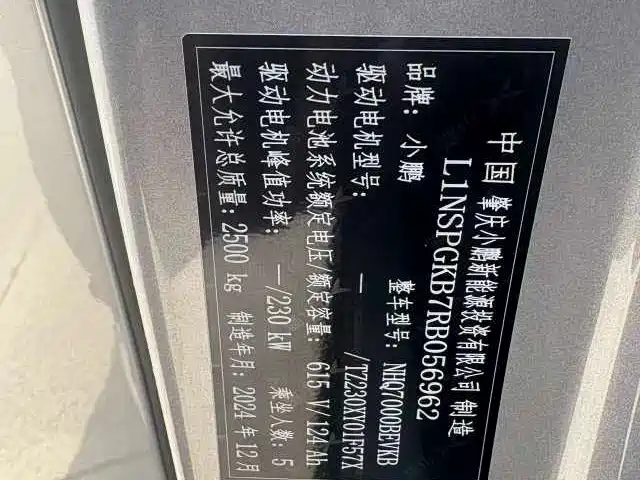 中国 肇庆小鹏新能源投资有限公司 制造
L1NSPGKB7RB056962
品牌: 小鹏 整车型号: NHQ7000BEVKB
驱动电机型号: —/TZ230XY01F57X
动力电池系统额定电压/额定容量: 615 V/124 Ah
驱动电机峰值功率: —/230 kW 乘坐人数: 5
最大允许总质量: 2500 kg 制造年月: 2024 年 12 月